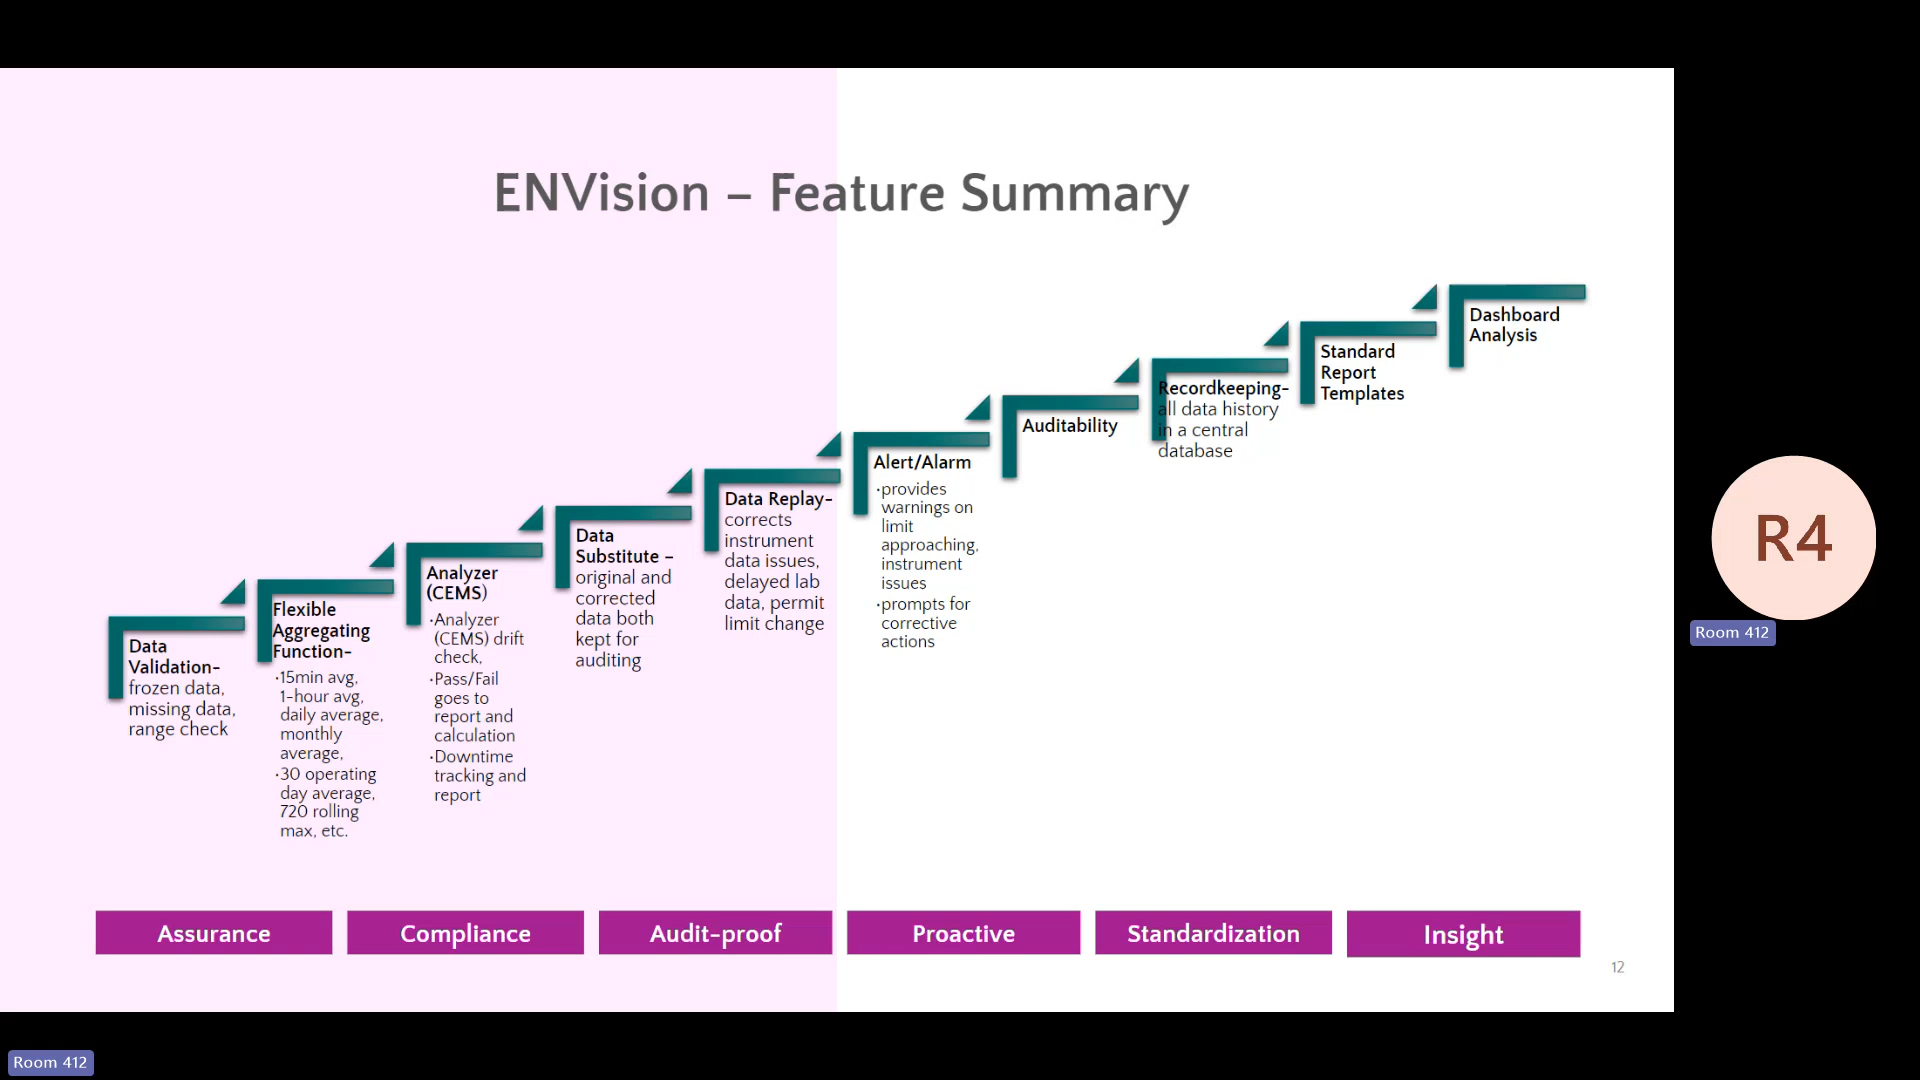 ENVision – Feature Summary
Data
Validation-
frozen data,
missing data,
range check
Flexible
Aggregating
Function-
·15min avg,
1-hour avg,
daily average,
monthly
average,
·30 operating
day average,
720 rolling
max, etc.
Analyzer
(CEMS)
·Analyzer
(CEMS) drift
check,
·Pass/Fail
goes to
report and
calculation
·Downtime
tracking and
report
Data
Substitute –
original and
corrected
data both
kept for
auditing
Data Replay-
corrects
instrument
data issues,
delayed lab
data, permit
limit change
Alert/Alarm
·provides
warnings on
limit
approaching,
instrument
issues
·prompts for
corrective
actions
Auditability
Recordkeeping-
all data history
in a central
database
Standard
Report
Templates
Dashboard
Analysis
Assurance
Compliance
Audit-proof
Proactive
Standardization
Insight
12
R4
Room 412
Room 412